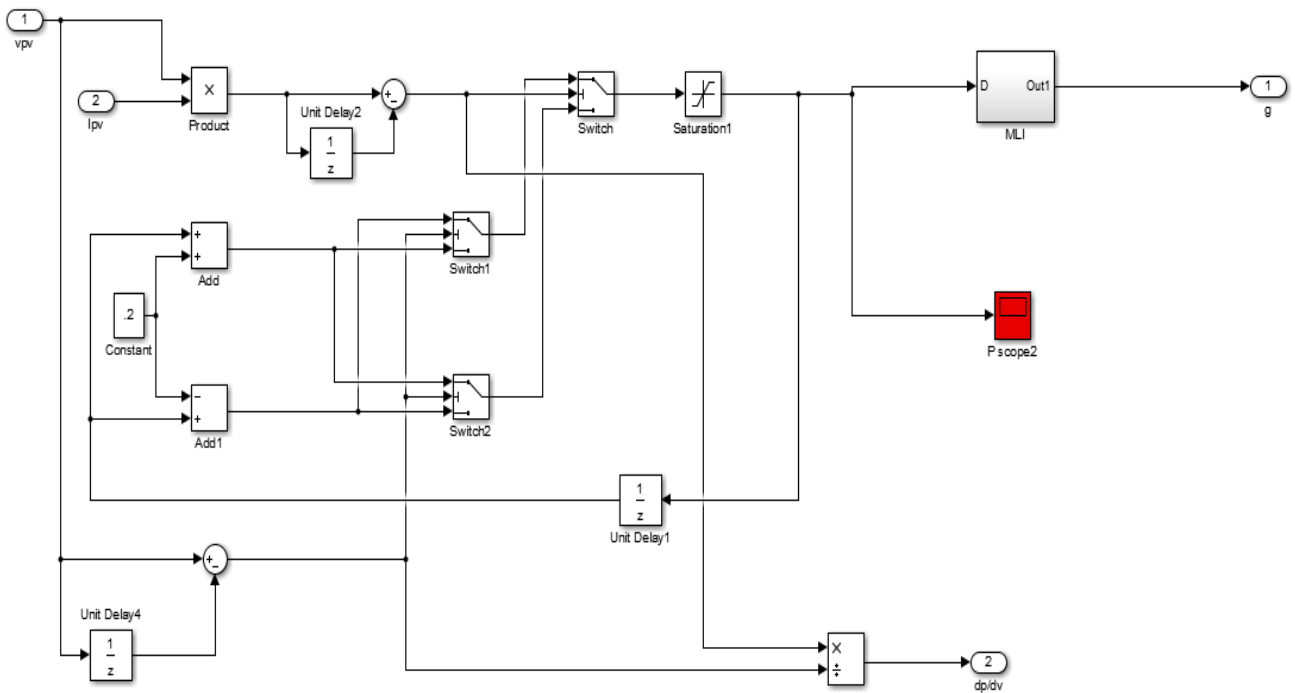 1
vpv
2
Ipv
×
Product
Unit Delay2
1
z
+
-
Switch
Saturation1
D
Out1
MLI
1
g
+
+
Add
.2
Constant
-
+
Add1
Switch1
Switch2
Pscope2
1
z
Unit Delay1
+
-
Unit Delay4
1
z
×
÷
2
dp/dv